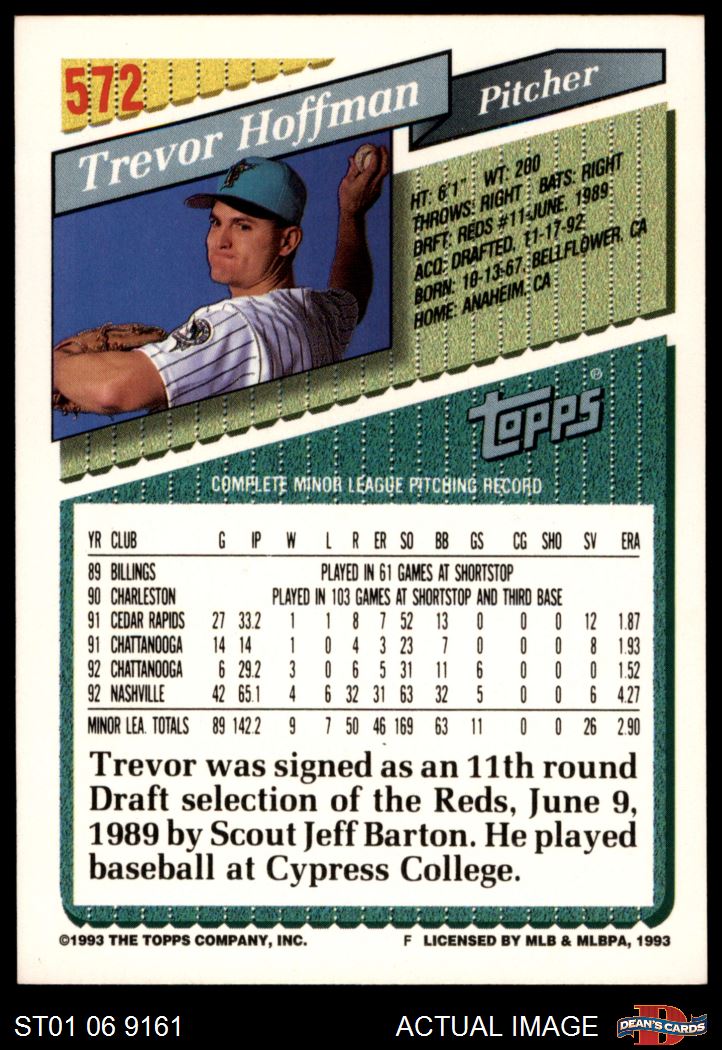 572
Trevor Hoffman
Pitcher
HT: 6'1" WT: 200
THROWS: RIGHT BATS: RIGHT
DRFT: REDS #11-JUNE, 1989
ACQ: DRAFTED, 11-17-92
BORN: 10-13-67, BELLFLOWER, CA
HOME: ANAHEIM, CA
TOPPS®
COMPLETE MINOR LEAGUE PITCHING RECORD
YR CLUB G IP W L R ER SO BB GS CG SHO SV ERA
89 BILLINGS PLAYED IN 61 GAMES AT SHORTSTOP
90 CHARLESTON PLAYED IN 103 GAMES AT SHORTSTOP AND THIRD BASE
91 CEDAR RAPIDS 27 33.2 1 1 8 7 52 13 0 0 0 12 1.87
91 CHATTANOOGA 14 14 1 0 4 3 23 7 0 0 0 8 1.93
92 CHATTANOOGA 6 29.2 3 0 6 5 31 11 6 0 0 0 1.52
92 NASHVILLE 42 65.1 4 6 32 31 63 32 5 0 0 6 4.27
MINOR LEA. TOTALS 89 142.2 9 7 50 46 169 63 11 0 0 26 2.90
Trevor was signed as an 11th round
Draft selection of the Reds, June 9,
1989 by Scout Jeff Barton. He played
baseball at Cypress College.
©1993 THE TOPPS COMPANY, INC. F LICENSED BY MLB & MLBPA, 1993
ST01 06 9161 ACTUAL IMAGE DEAN'S CARDS